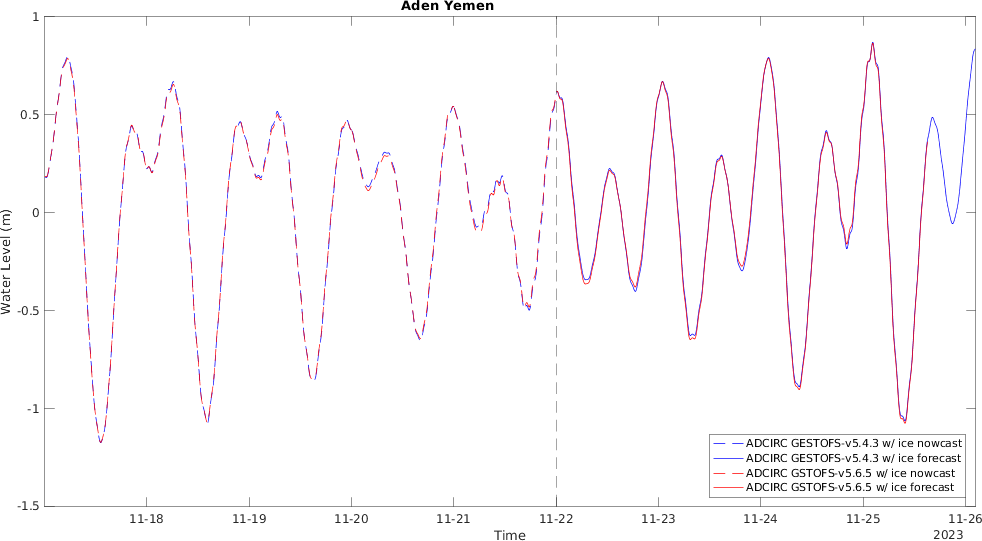 Aden Yemen
1
0.5
0
-0.5
-1
-1.5
Water Level (m)
ADCIRC GESTOFS-v5.4.3 w/ ice nowcast
ADCIRC GESTOFS-v5.4.3 w/ ice forecast
ADCIRC GSTOFS-v5.6.5 w/ ice nowcast
ADCIRC GSTOFS-v5.6.5 w/ ice forecast
11-18 11-19 11-20 11-21 11-22 11-23 11-24 11-25 11-26
Time
2023